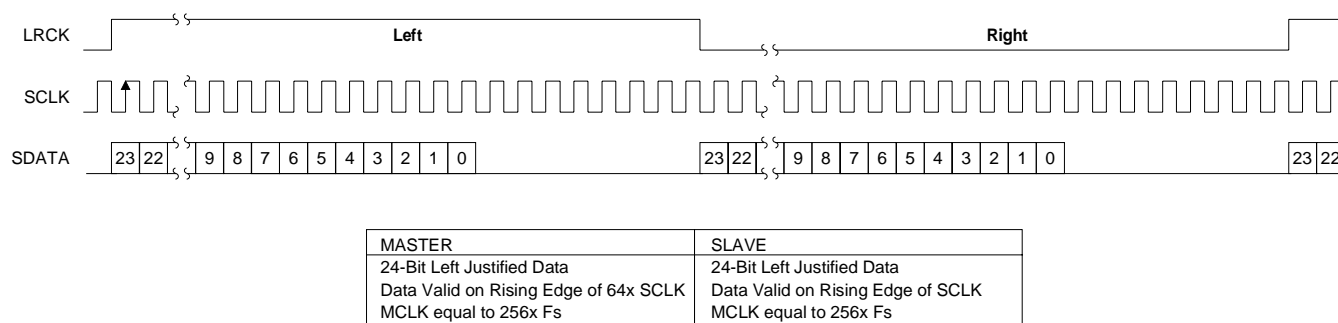 LRCK Left Right
SCLK
SDATA 23 22 9 8 7 6 5 4 3 2 1 0 23 22 9 8 7 6 5 4 3 2 1 0 23 22
MASTER SLAVE
24-Bit Left Justified Data 24-Bit Left Justified Data
Data Valid on Rising Edge of 64x SCLK Data Valid on Rising Edge of SCLK
MCLK equal to 256x Fs MCLK equal to 256x Fs